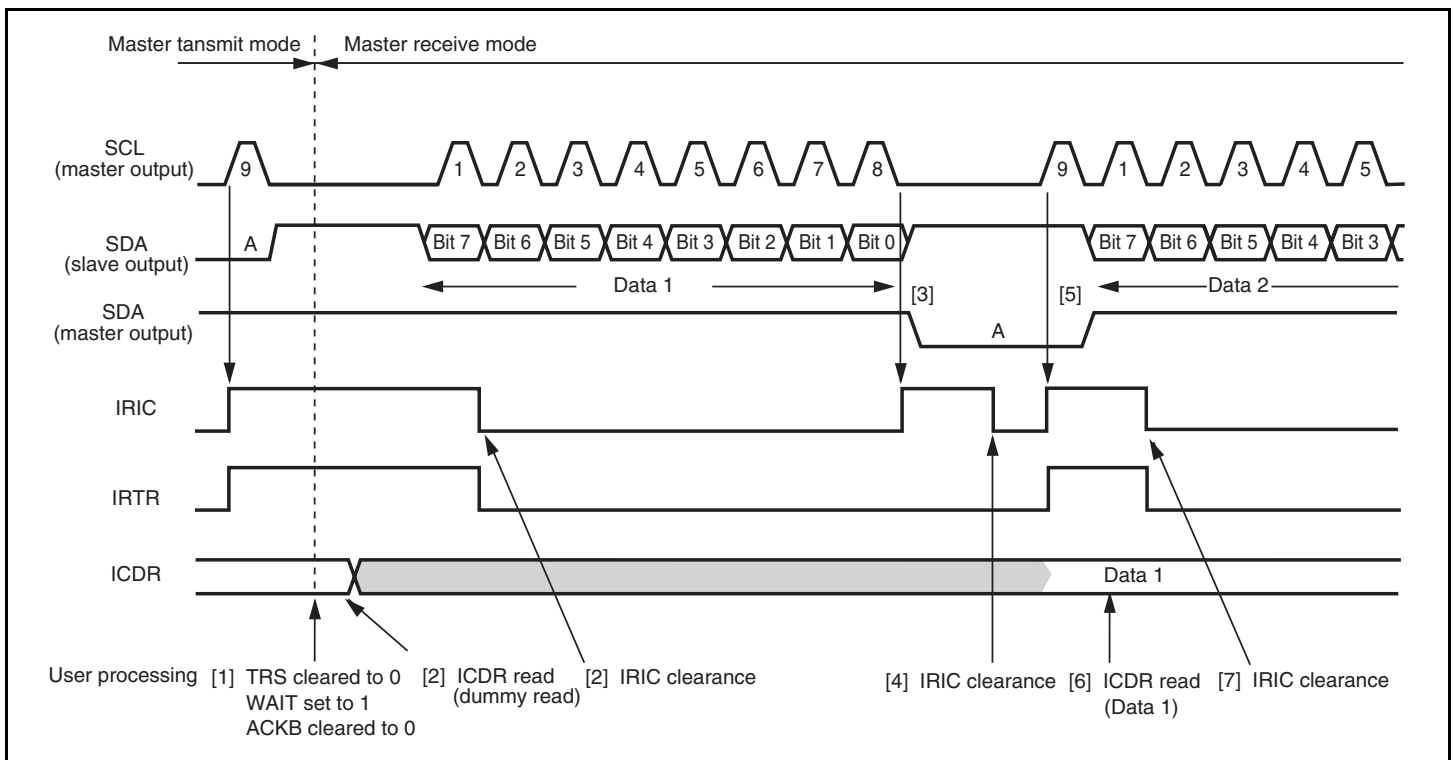 Master tansmit mode Master receive mode
SCL
(master output)
9 1 2 3 4 5 6 7 8 9 1 2 3 4 5
SDA
(slave output)
A Bit 7 Bit 6 Bit 5 Bit 4 Bit 3 Bit 2 Bit 1 Bit 0 Bit 7 Bit 6 Bit 5 Bit 4 Bit 3
Data 1 [3] [5] Data 2
SDA
(master output)
A
IRIC
IRTR
ICDR Data 1
User processing [1] TRS cleared to 0
WAIT set to 1
ACKB cleared to 0
[2] ICDR read
(dummy read)
[2] IRIC clearance
[4] IRIC clearance
[6] ICDR read
(Data 1)
[7] IRIC clearance